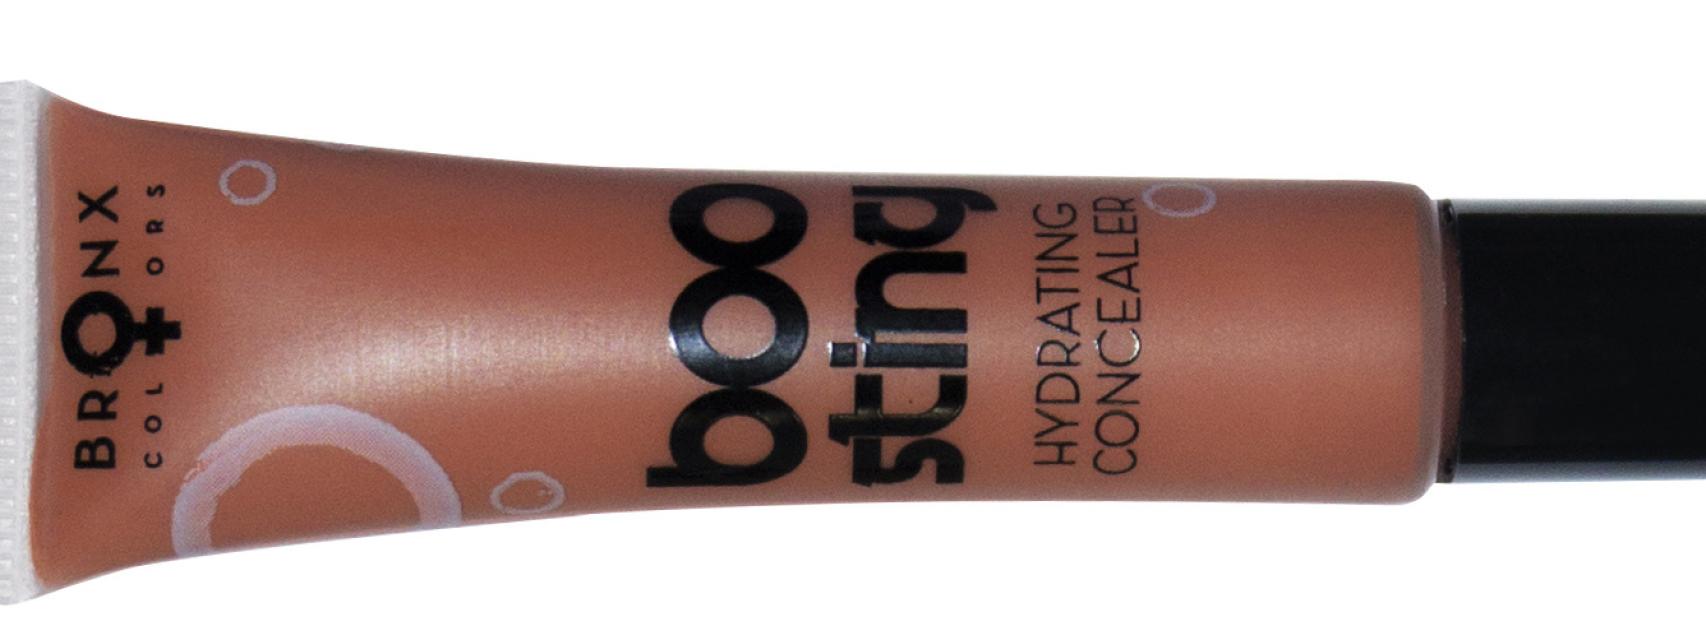 BRONX
COLORS
boo
sting
HYDRATING
CONCEALER